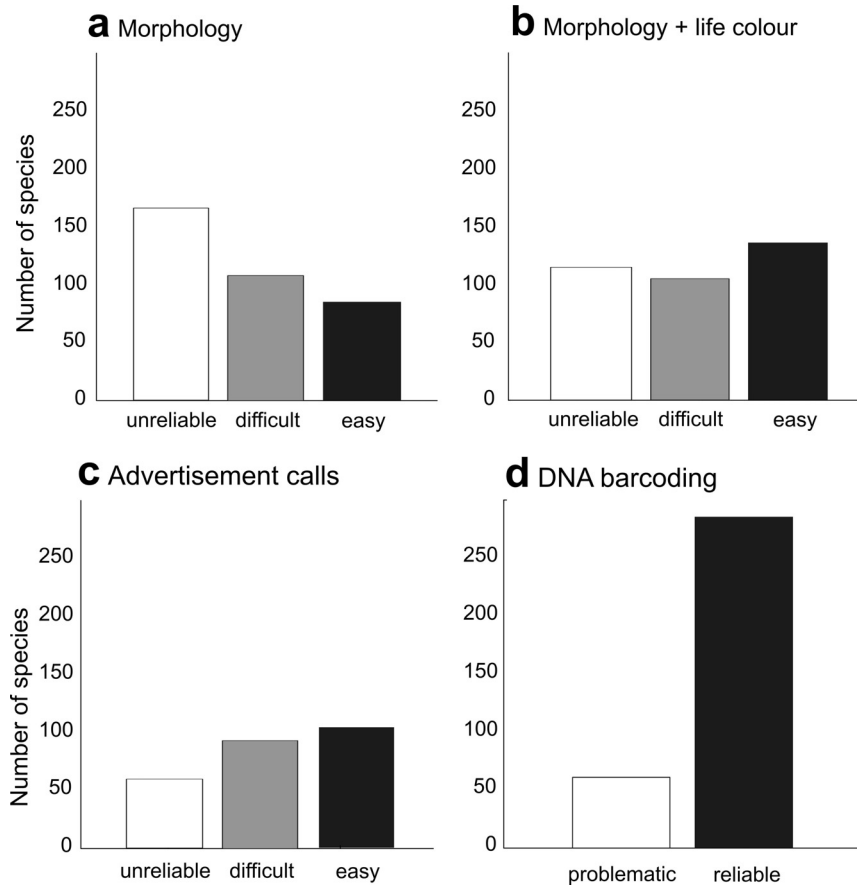 a Morphology
Number of species
250
200
150
100
50
0
unreliable difficult easy
b Morphology + life colour
250
200
150
100
50
0
unreliable difficult easy
c Advertisement calls
Number of species
250
200
150
100
50
0
unreliable difficult easy
d DNA barcoding
250
200
150
100
50
0
problematic reliable